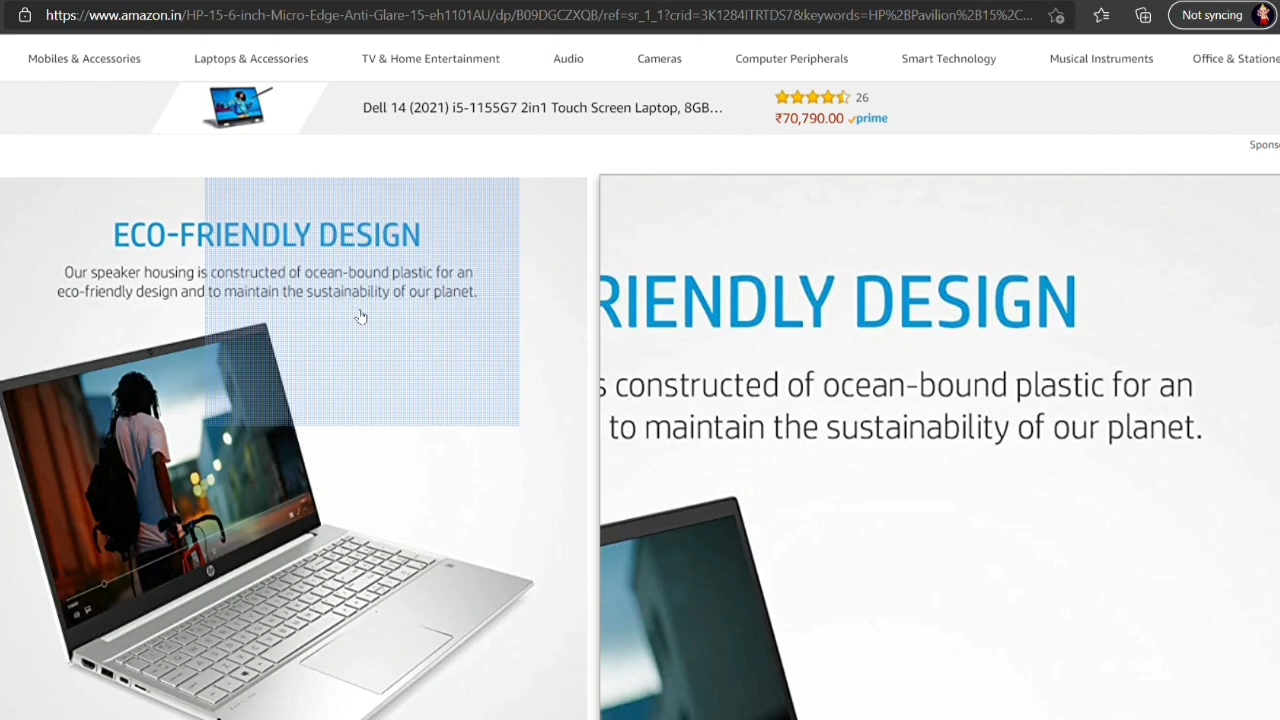 https://www.amazon.in/HP-15-6-inch-Micro-Edge-Anti-Glare-15-eh1101AU/dp/B09DGCZXQB/ref=sr_1_1?crid=3K1284ITRTDS7&keywords=HP%2BPavilion%2B15%2C...
Not syncing
Mobiles & Accessories Laptops & Accessories TV & Home Entertainment Audio Cameras Computer Peripherals Smart Technology Musical Instruments Office & Statione
Dell 14 (2021) i5-1155G7 2in1 Touch Screen Laptop, 8GB...
26
₹70,790.00 prime
Spons
ECO-FRIENDLY DESIGN
Our speaker housing is constructed of ocean-bound plastic for an
eco-friendly design and to maintain the sustainability of our planet.
RIENDLY DESIGN
s constructed of ocean-bound plastic for an
to maintain the sustainability of our planet.
hp